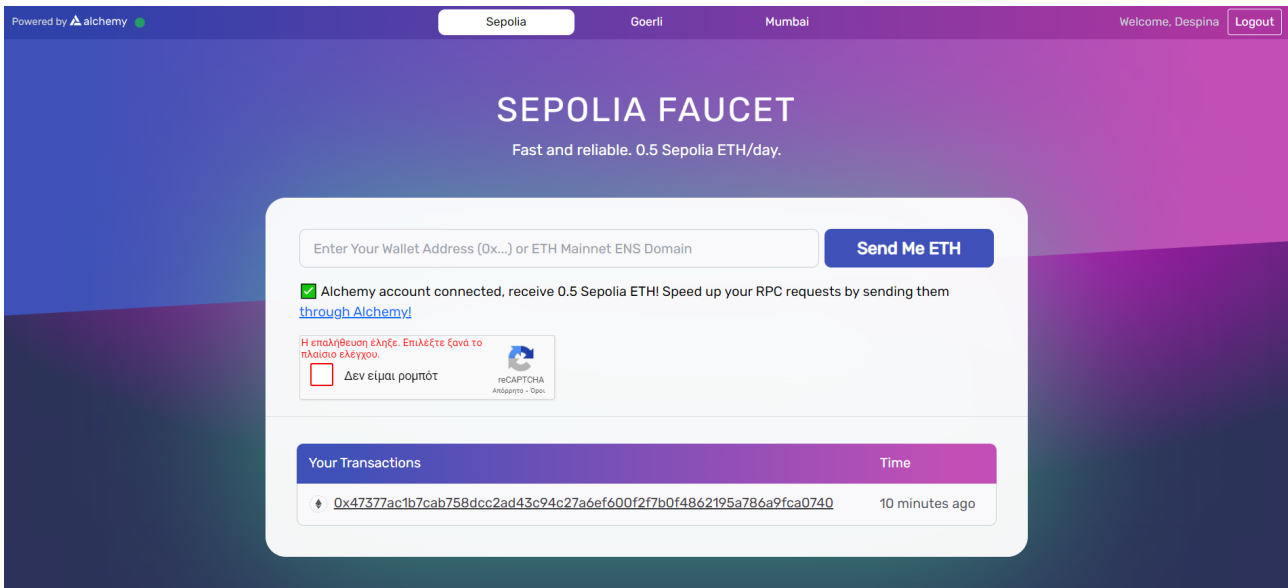 Powered by alchemy
Sepolia
Goerli
Mumbai
Welcome, Despina
Logout
SEPOLIA FAUCET
Fast and reliable. 0.5 Sepolia ETH/day.
Enter Your Wallet Address (0x...) or ETH Mainnet ENS Domain
Send Me ETH
Alchemy account connected, receive 0.5 Sepolia ETH! Speed up your RPC requests by sending them
through Alchemy!
Η επαλήθευση έληξε. Επιλέξτε ξανά το
πλαίσιο ελέγχου.
Δεν είμαι ρομπότ
reCAPTCHA
Απόρρητο - Όροι
Your Transactions
Time
0x47377ac1b7cab758dcc2ad43c94c27a6ef600f2f7b0f4862195a786a9fca0740
10 minutes ago